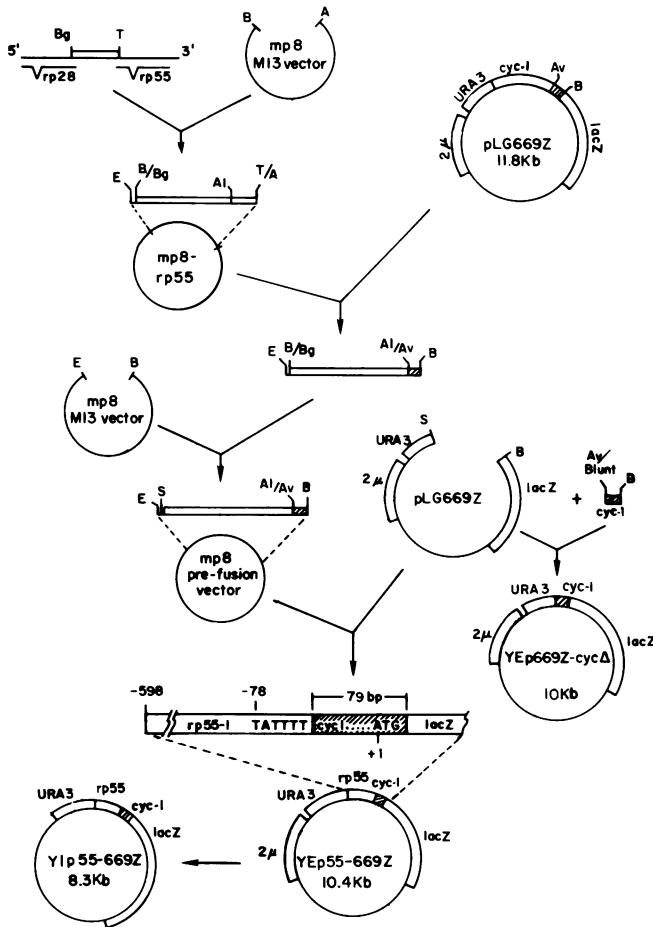 5' Bg T 3'
rp28 rp55
B A
mp8
M13 vector
URA3 cyc-1 Av B
2μ lacZ
pLG669Z
11.8Kb
E B/Bg Al T/A
mp8-
rp55
E B/Bg Al/Av B
E B
mp8
M13 vector
E S Al/Av B
mp8
pre-fusion
vector
S
URA3
2μ
B
lacZ
pLG669Z
+
Av/
Blunt B
cyc-1
URA3 cyc-1
2μ lacZ
YEp669Z-cycΔ
10Kb
-598 -78 79 bp
rp55-1 TATTTT cyc1.....ATG lacZ
+1
URA3 rp55 cyc-1
lacZ
YIp55-669Z
8.3Kb
URA3 rp55 cyc-1
2μ lacZ
YEp55-669Z
10.4Kb